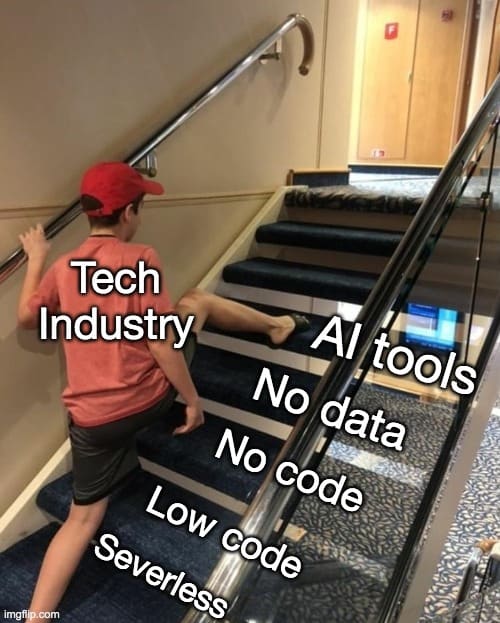 Tech
Industry
AI tools
No data
No code
Low code
Severless
imgflip.com